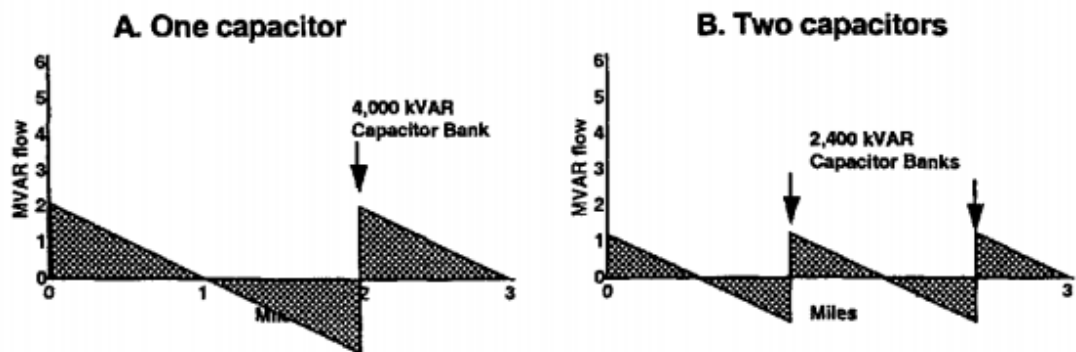 A. One capacitor
6
5
4
3
2
1
0
MVAR flow
4,000 kVAR
Capacitor Bank
0
1
2
3
B. Two capacitors
6
5
4
3
2
1
0
MVAR flow
2,400 kVAR
Capacitor Banks
0
3
Miles